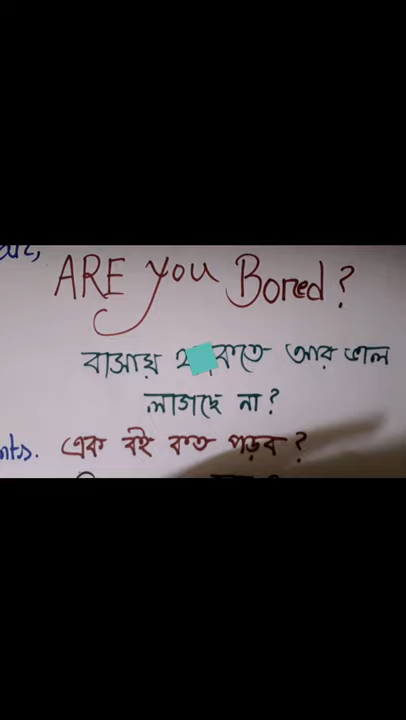 ARE you Bored?
বাসায় আর ভাল
লাগছে না?
এক বই কত পড়ব?